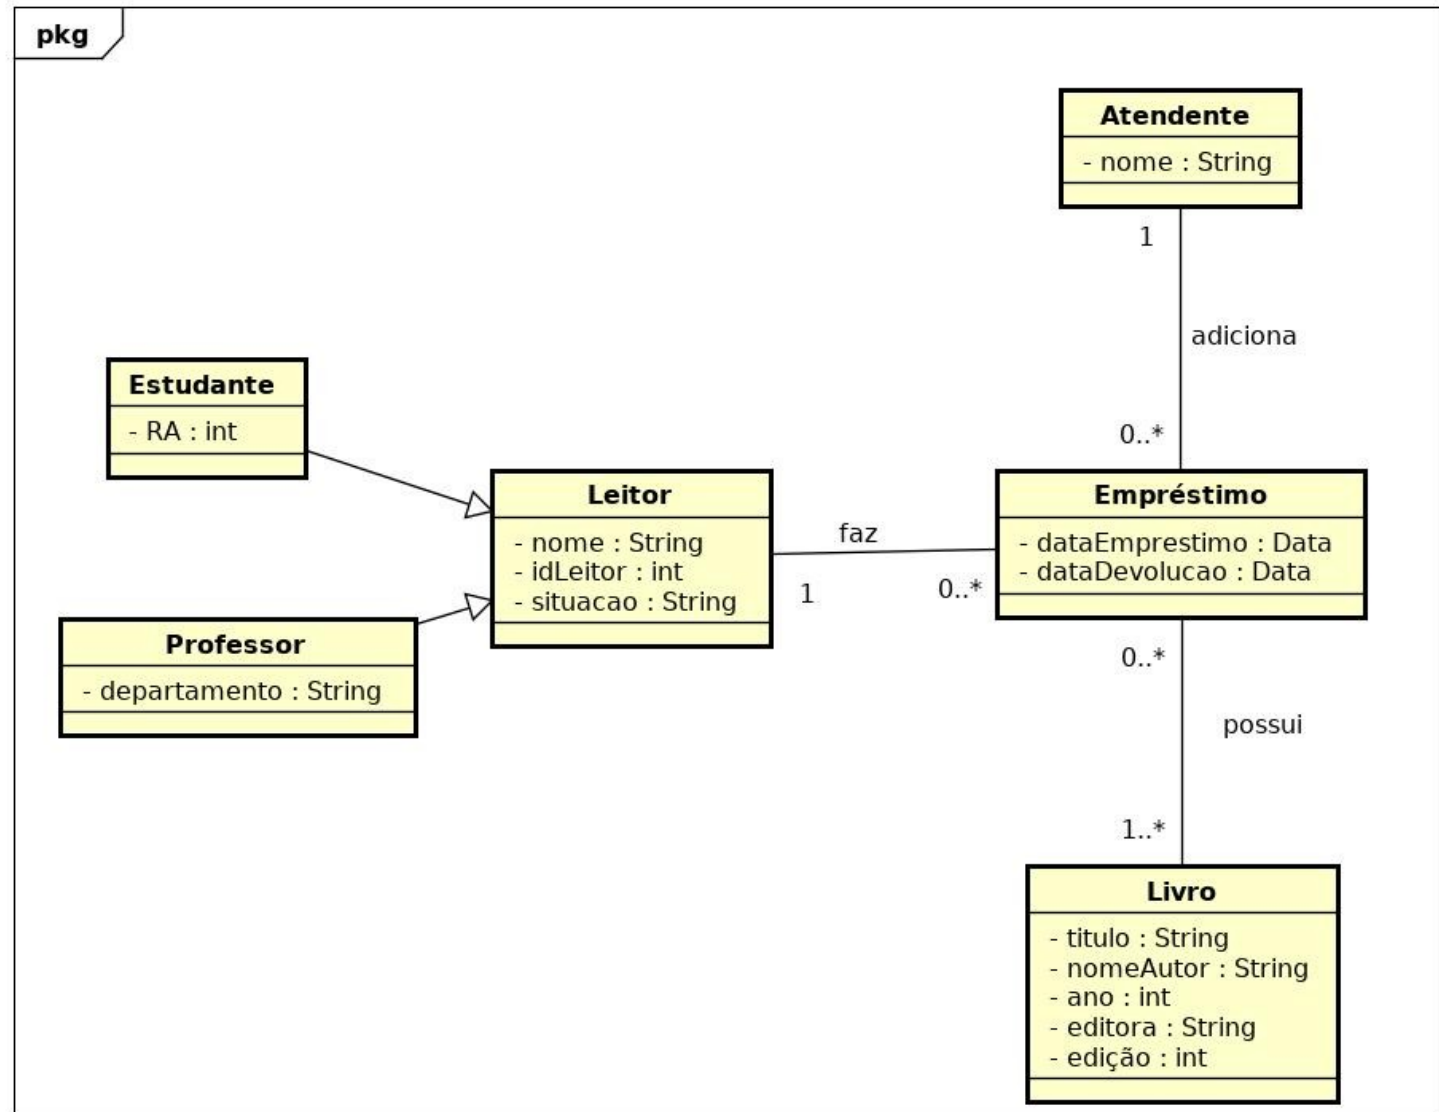 pkg
Atendente
- nome : String
1
adiciona
0..*
Estudante
- RA : int
Leitor
- nome : String
- idLeitor : int
- situacao : String
faz
1
0..*
Empréstimo
- dataEmprestimo : Data
- dataDevolucao : Data
Professor
- departamento : String
0..*
possui
1..*
Livro
- titulo : String
- nomeAutor : String
- ano : int
- editora : String
- edição : int